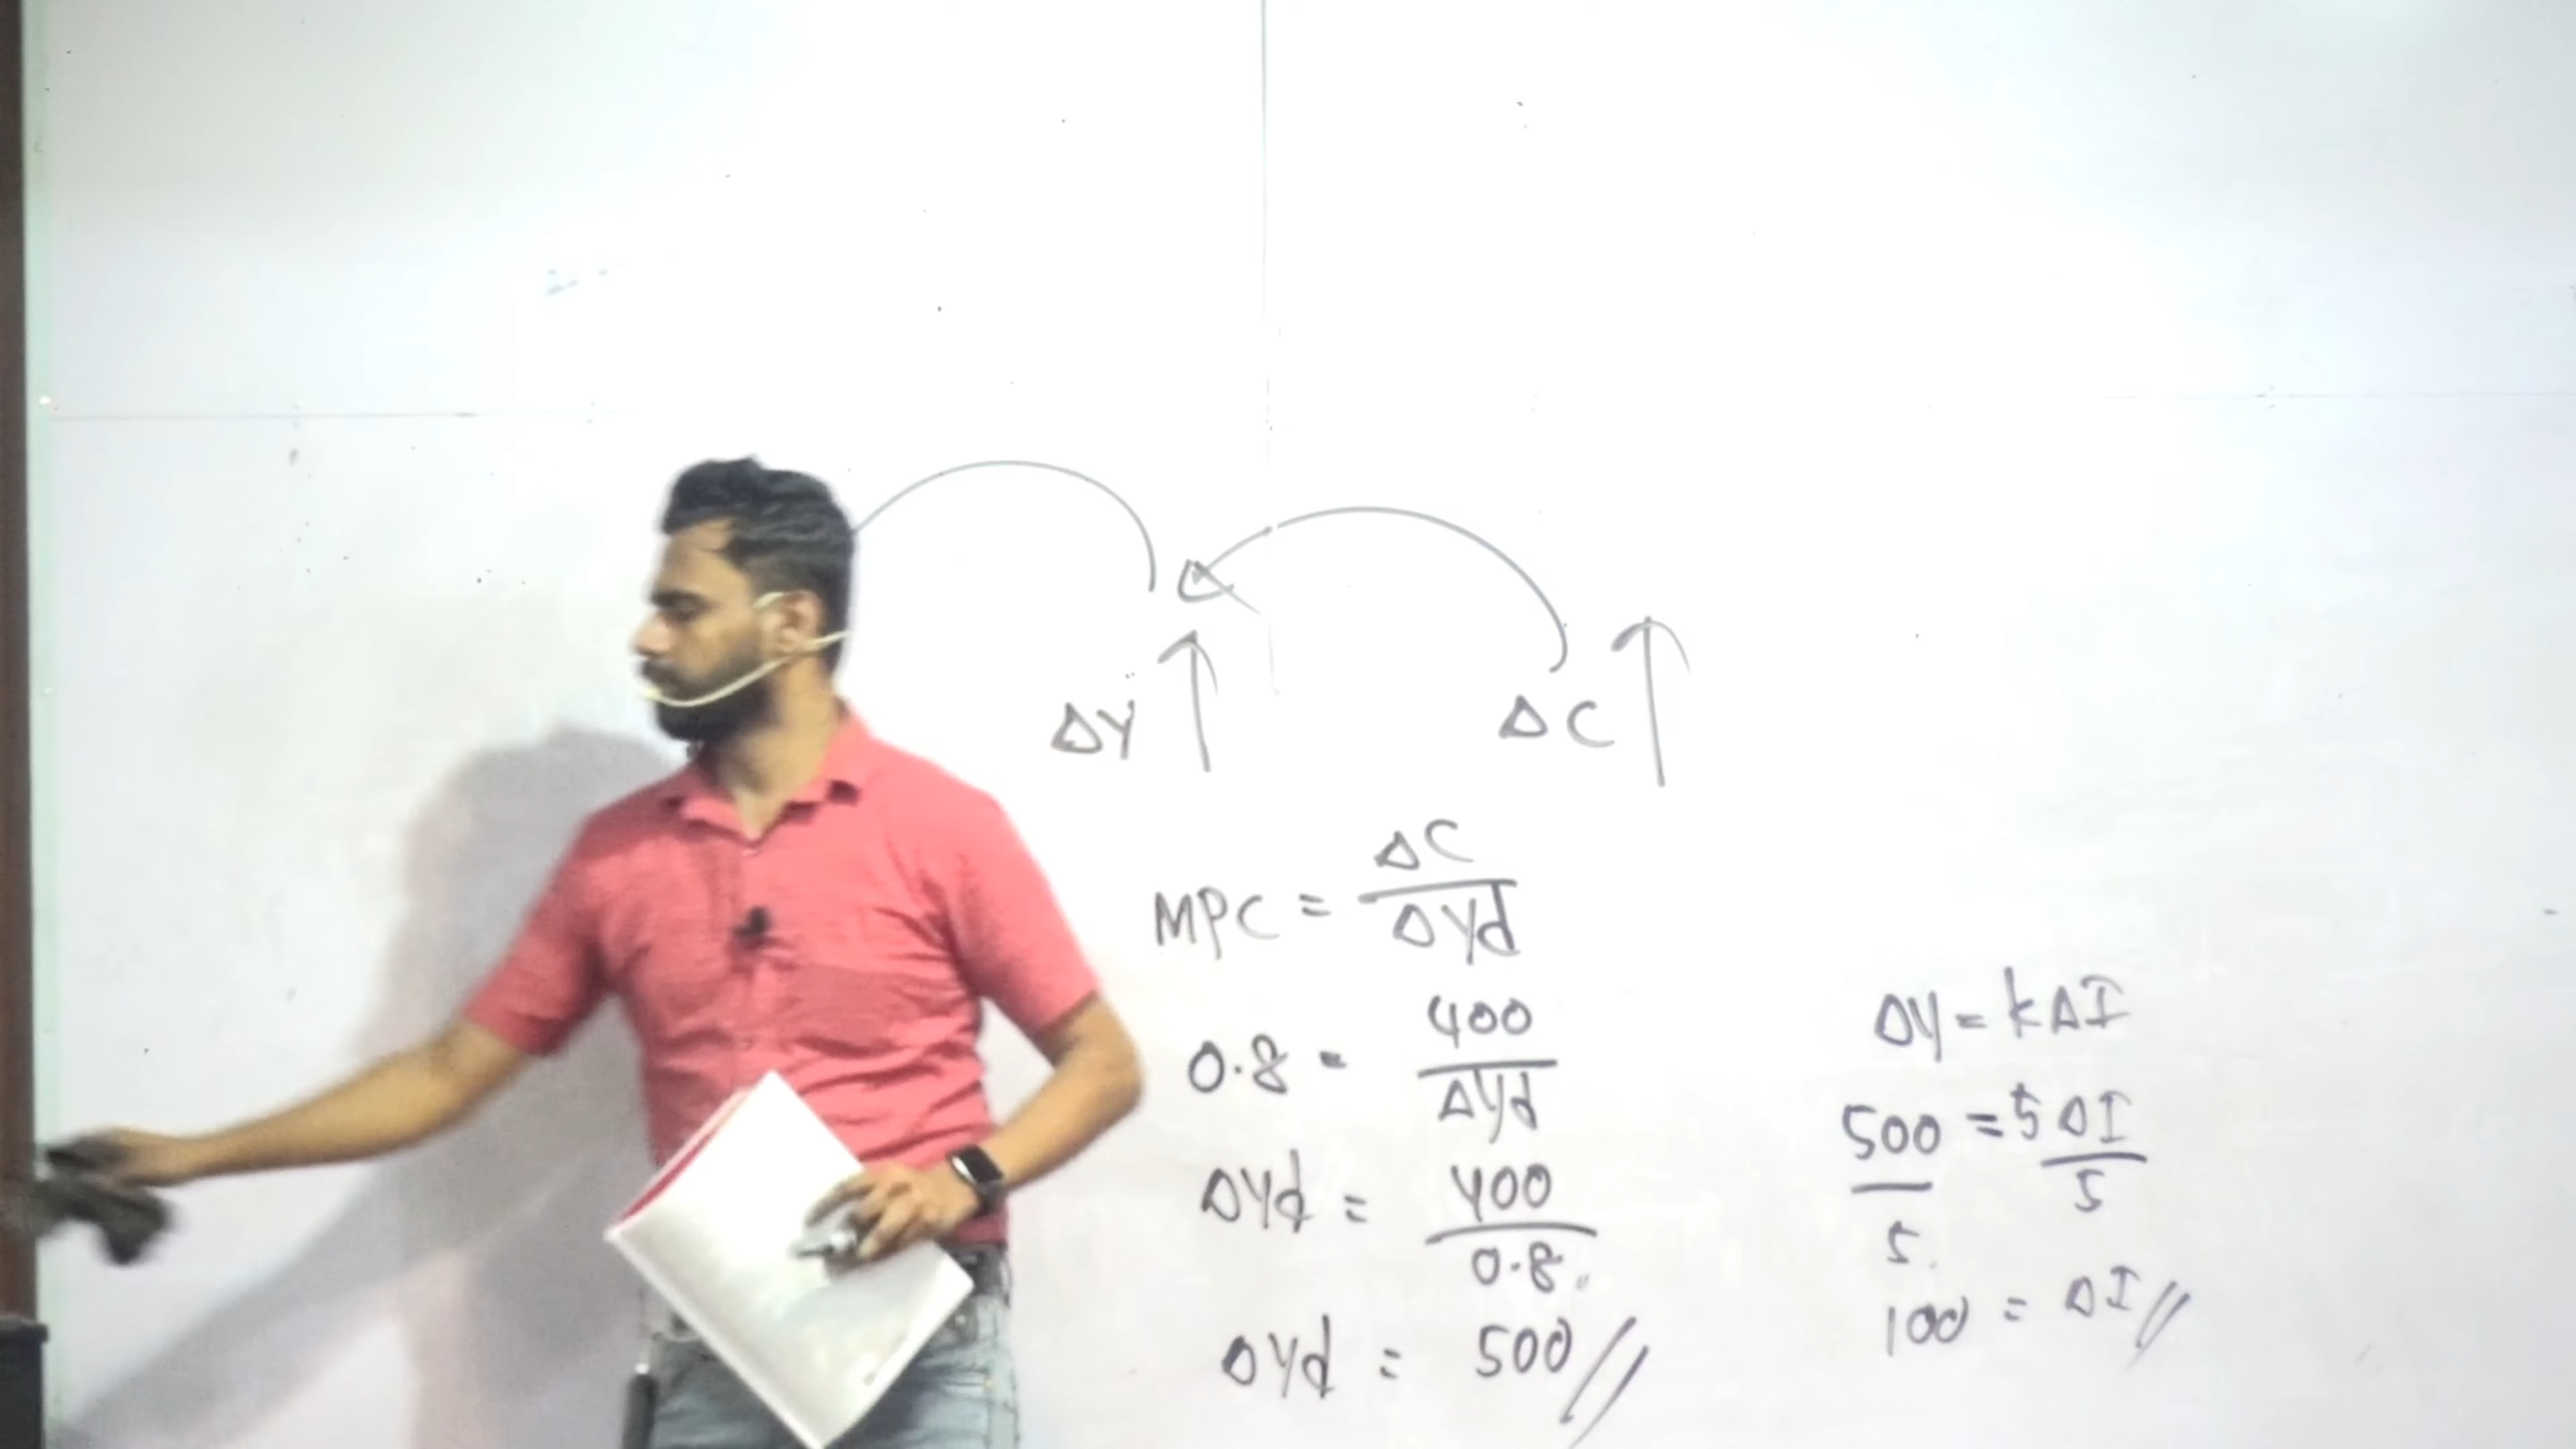 ΔY ↑ ΔC ↑
MPC = ΔC / ΔYd
0.8 = 400 / ΔYd
ΔYd = 400 / 0.8
ΔYd = 500 //
ΔY = kΔI
500 / 5 = 5ΔI / 5
100 = ΔI //